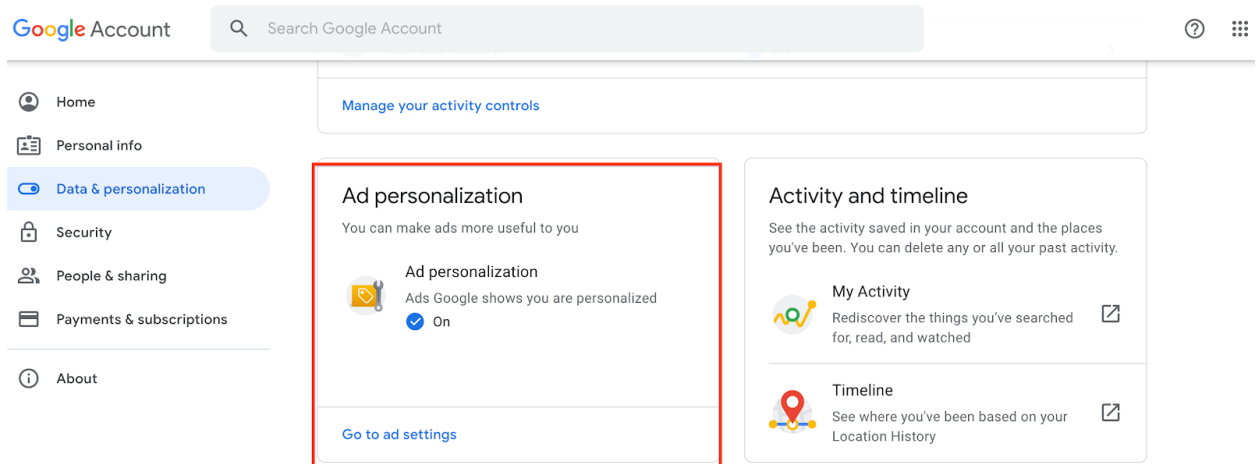 Google Account
Search Google Account
Manage your activity controls
Home
Personal info
Data & personalization
Security
People & sharing
Payments & subscriptions
About
Ad personalization
You can make ads more useful to you
Ad personalization
Ads Google shows you are personalized
On
Go to ad settings
Activity and timeline
See the activity saved in your account and the places
you've been. You can delete any or all your past activity.
My Activity
Rediscover the things you've searched
for, read, and watched
Timeline
See where you've been based on your
Location History